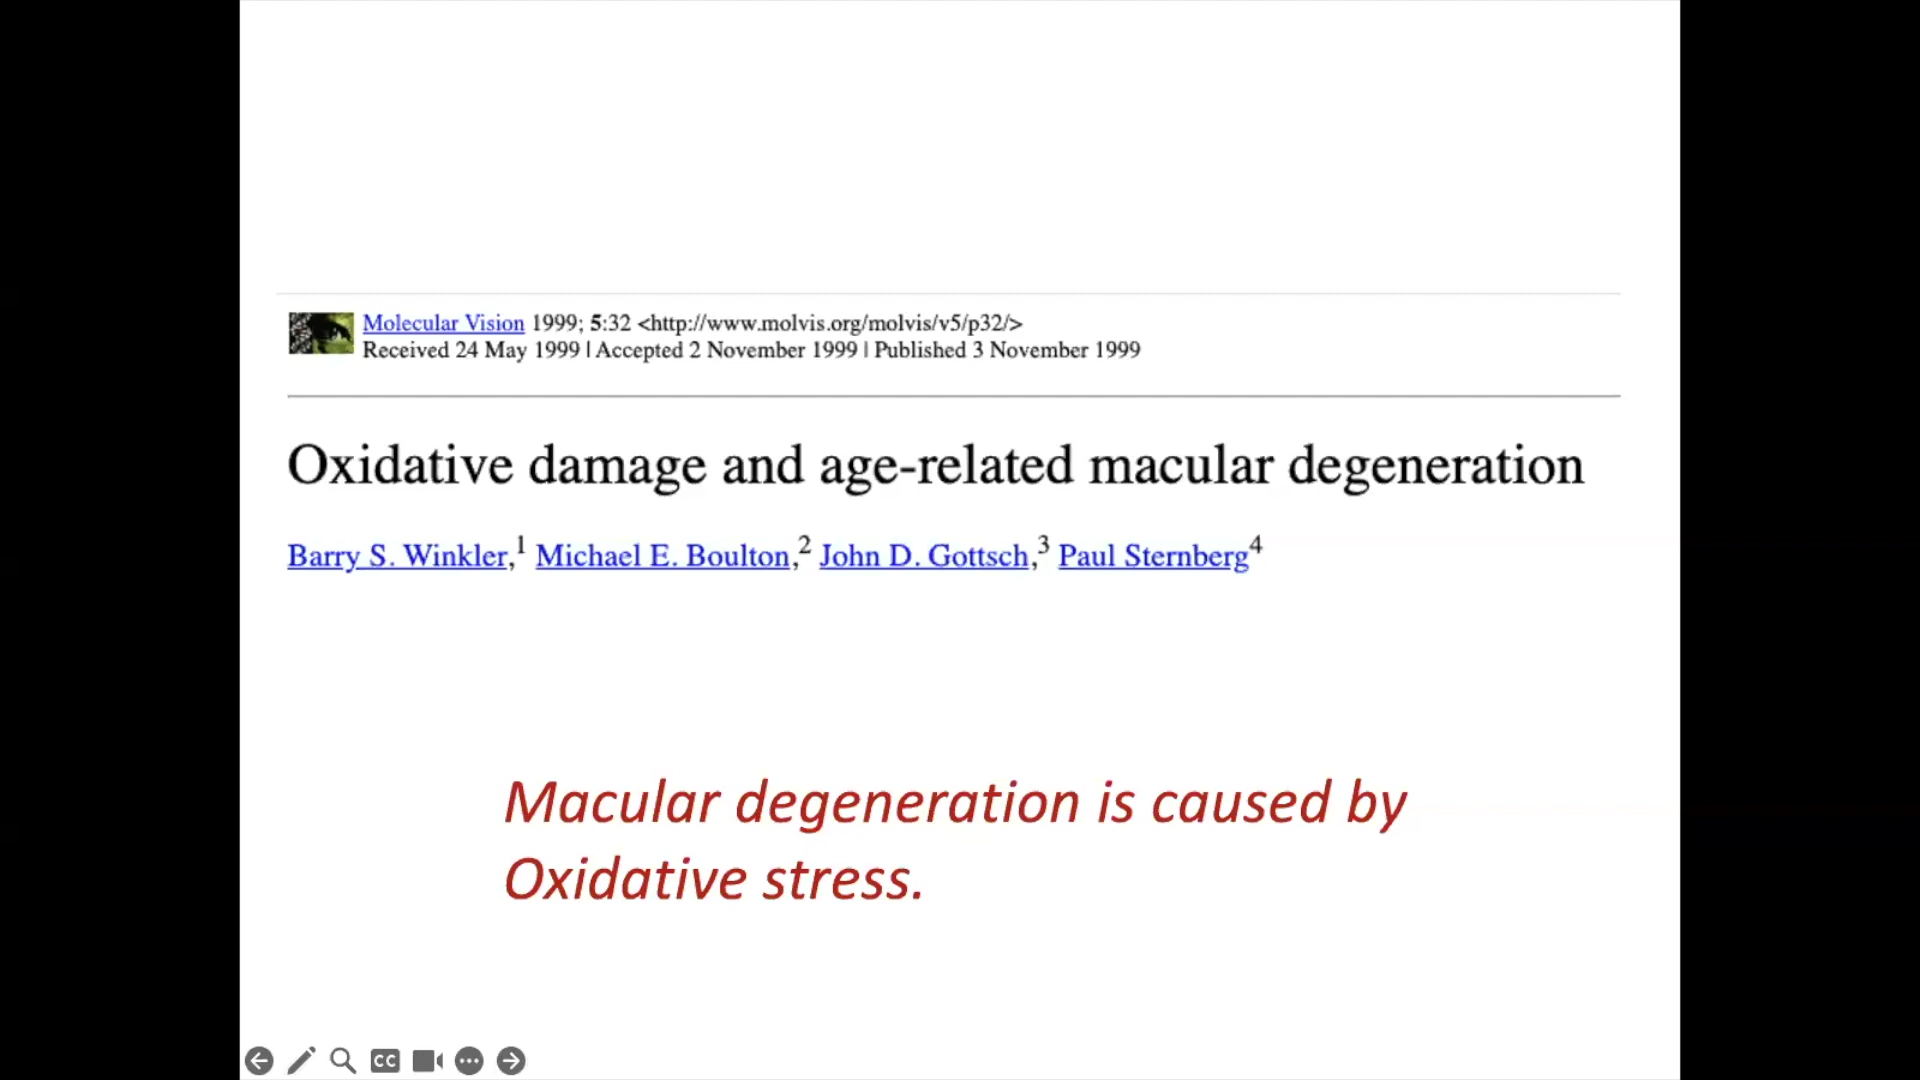 Molecular Vision 1999; 5:32 <http://www.molvis.org/molvis/v5/p32/>
Received 24 May 1999 | Accepted 2 November 1999 | Published 3 November 1999
Oxidative damage and age-related macular degeneration
Barry S. Winkler,1 Michael E. Boulton,2 John D. Gottsch,3 Paul Sternberg4
Macular degeneration is caused by
Oxidative stress.
CC